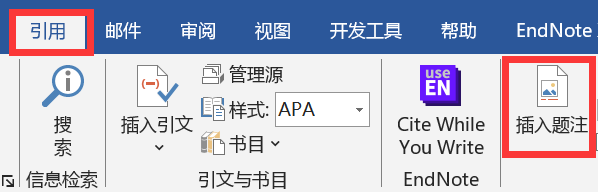 引用 邮件 审阅 视图 开发工具 帮助 EndNote
管理源
样式: APA
书目
搜
索
插入引文
use
EN
Cite While
You Write
插入题注
信息检索 引文与书目 EndNote